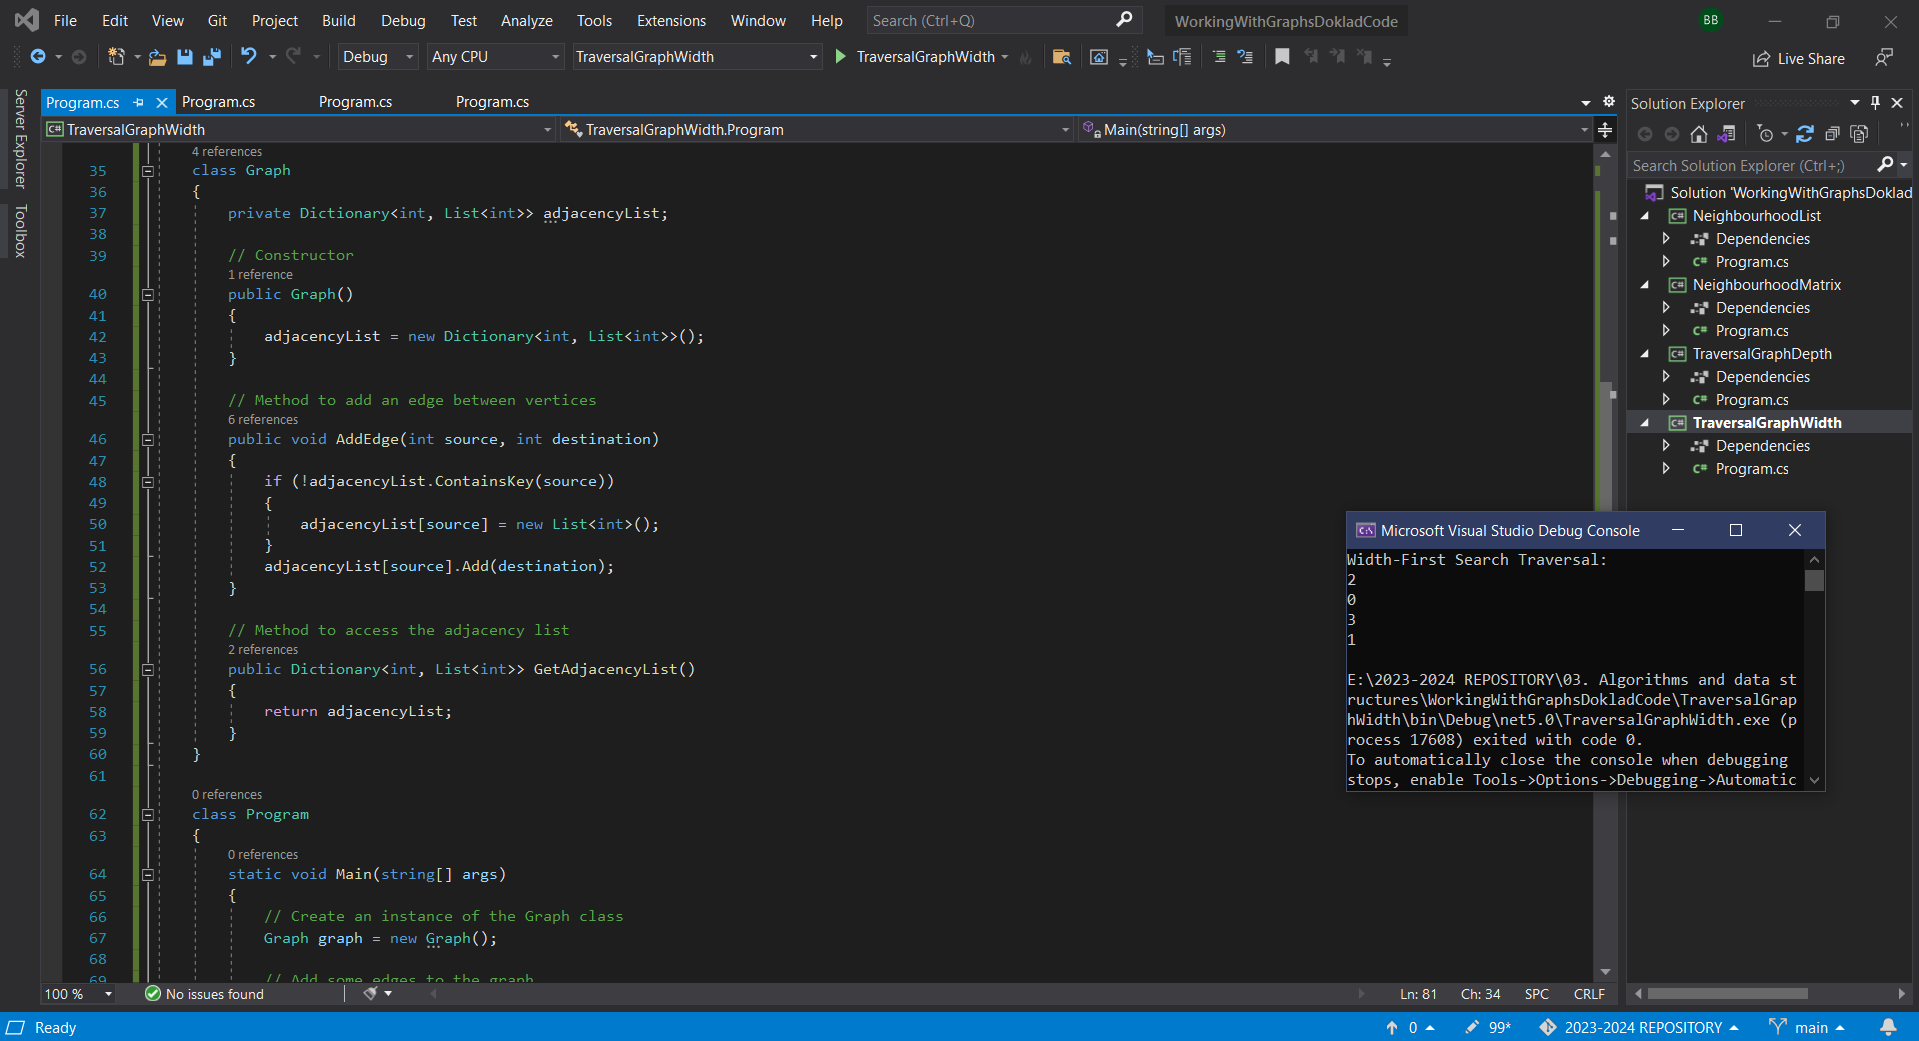 File Edit View Git Project Build Debug Test Analyze Tools Extensions Window Help Search (Ctrl+Q) WorkingWithGraphsDokladCode BB
Debug Any CPU TraversalGraphWidth TraversalGraphWidth Live Share
Server Explorer
Toolbox
Program.cs Program.cs Program.cs Program.cs
C# TraversalGraphWidth TraversalGraphWidth.Program Main(string[] args)
4 references
35 class Graph
36 {
37 private Dictionary<int, List<int>> adjacencyList;
38
39 // Constructor
1 reference
40 public Graph()
41 {
42 adjacencyList = new Dictionary<int, List<int>>();
43 }
44
45 // Method to add an edge between vertices
6 references
46 public void AddEdge(int source, int destination)
47 {
48 if (!adjacencyList.ContainsKey(source))
49 {
50 adjacencyList[source] = new List<int>();
51 }
52 adjacencyList[source].Add(destination);
53 }
54
55 // Method to access the adjacency list
2 references
56 public Dictionary<int, List<int>> GetAdjacencyList()
57 {
58 return adjacencyList;
59 }
60 }
61
0 references
62 class Program
63 {
0 references
64 static void Main(string[] args)
65 {
66 // Create an instance of the Graph class
67 Graph graph = new Graph();
68
69 // Add some edges to the graph
Solution Explorer
Search Solution Explorer (Ctrl+;)
Solution 'WorkingWithGraphsDoklad
C# NeighbourhoodList
Dependencies
C# Program.cs
C# NeighbourhoodMatrix
Dependencies
C# Program.cs
C# TraversalGraphDepth
Dependencies
C# Program.cs
C# TraversalGraphWidth
Dependencies
C# Program.cs
C:\ Microsoft Visual Studio Debug Console
Width-First Search Traversal:
2
0
3
1
E:\2023-2024 REPOSITORY\03. Algorithms and data st
ructures\WorkingWithGraphsDokladCode\TraversalGrap
hWidth\bin\Debug\net5.0\TraversalGraphWidth.exe (p
rocess 17608) exited with code 0.
To automatically close the console when debugging
stops, enable Tools->Options->Debugging->Automatic
100 % No issues found Ln: 81 Ch: 34 SPC CRLF
Ready 0 99* 2023-2024 REPOSITORY main